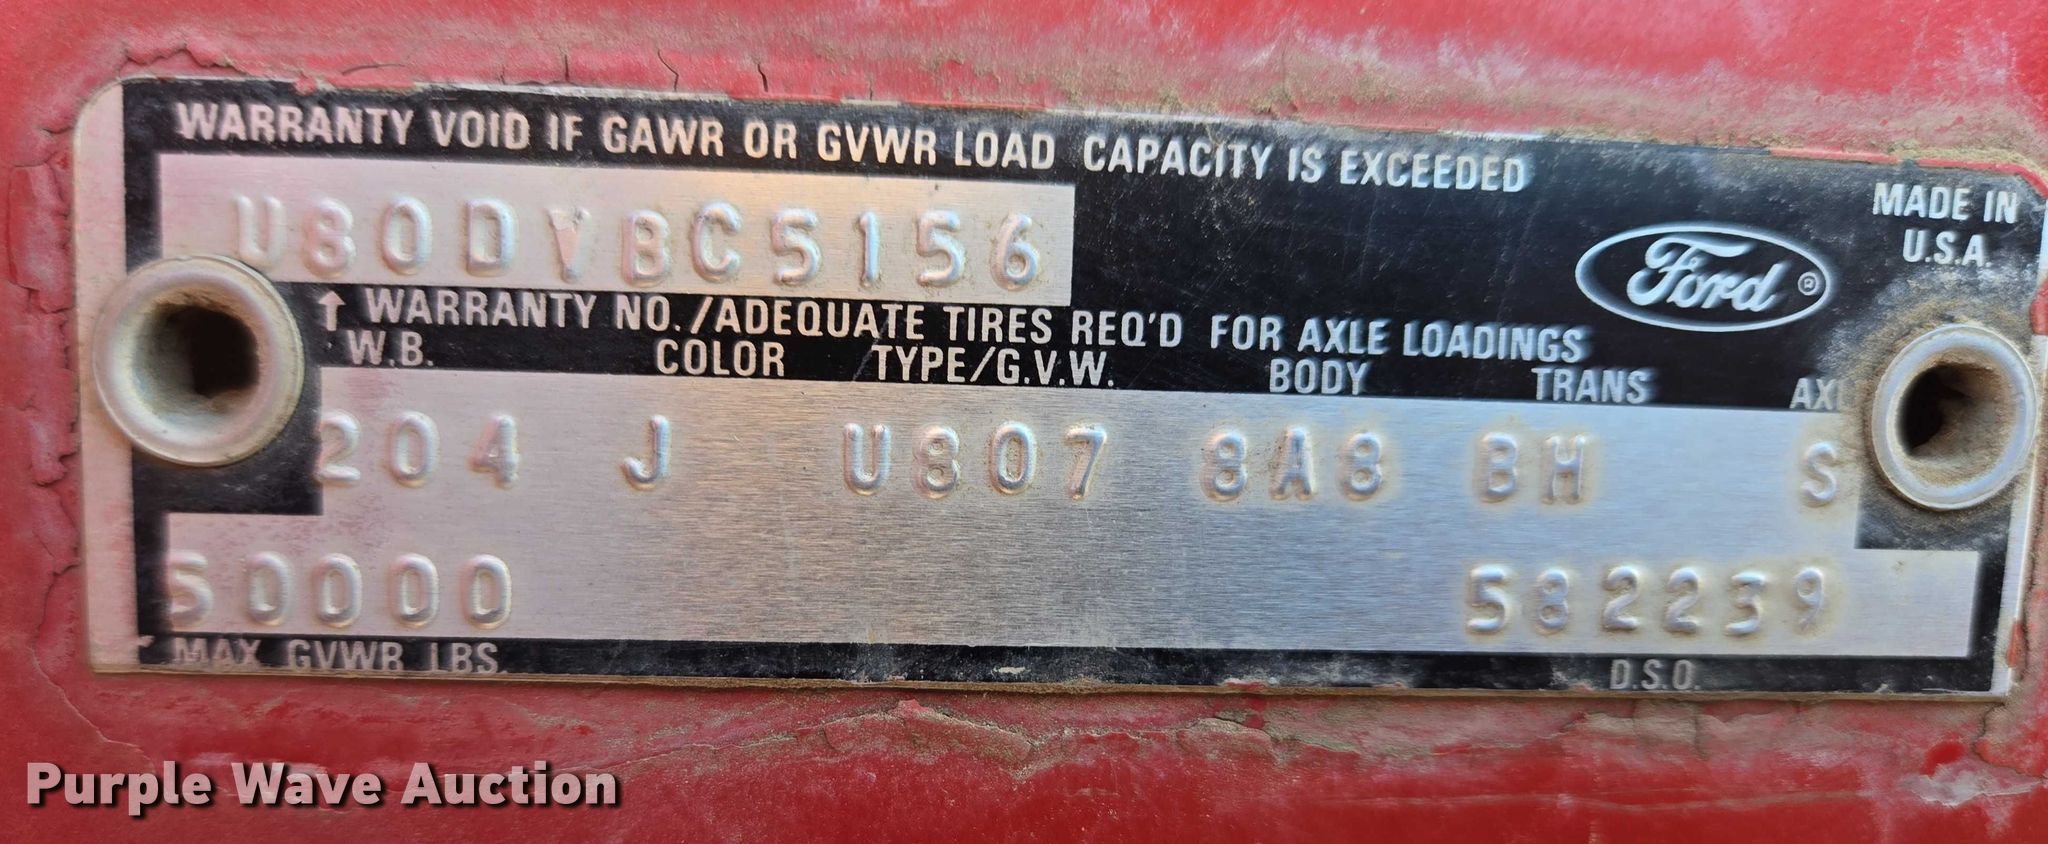 WARRANTY VOID IF GAWR OR GVWR LOAD CAPACITY IS EXCEEDED
MADE IN
U.S.A.
U80DVBC5156
Ford ®
↑ WARRANTY NO./ADEQUATE TIRES REQ'D FOR AXLE LOADINGS
W.B. COLOR TYPE/G.V.W. BODY TRANS AXL
204 J U807 8A8 BH S
50000 582239
MAX GVWR LBS. D.S.O.
Purple Wave Auction